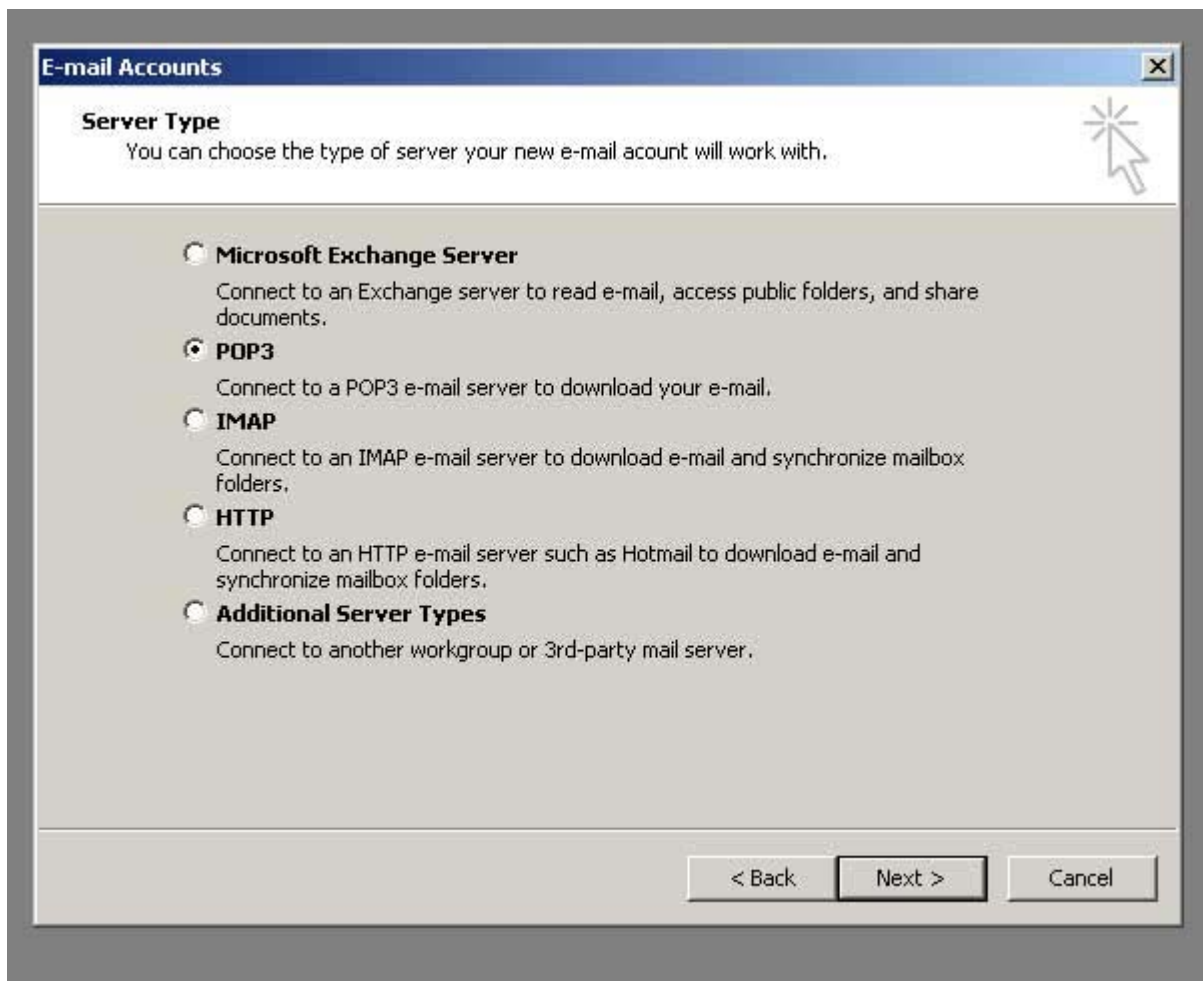 E-mail Accounts
Server Type
You can choose the type of server your new e-mail acount will work with.
Microsoft Exchange Server
Connect to an Exchange server to read e-mail, access public folders, and share
documents.
POP3
Connect to a POP3 e-mail server to download your e-mail.
IMAP
Connect to an IMAP e-mail server to download e-mail and synchronize mailbox
folders.
HTTP
Connect to an HTTP e-mail server such as Hotmail to download e-mail and
synchronize mailbox folders.
Additional Server Types
Connect to another workgroup or 3rd-party mail server.
< Back Next > Cancel